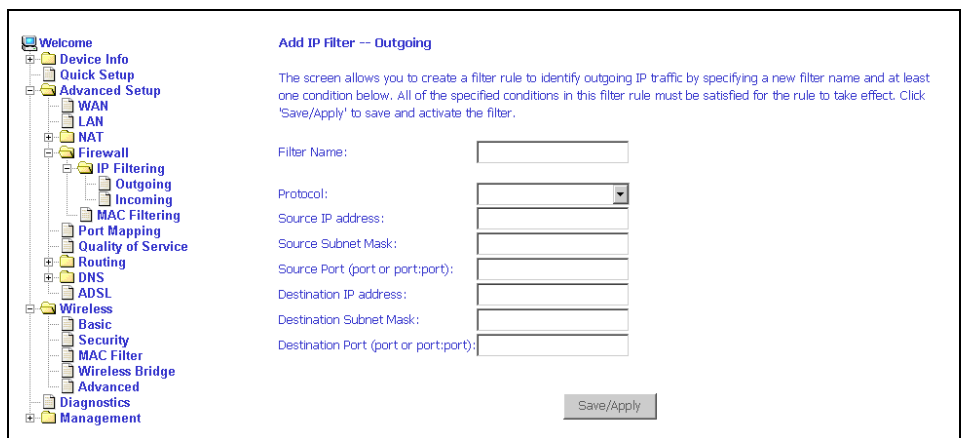 Welcome
Device Info
Quick Setup
Advanced Setup
WAN
LAN
NAT
Firewall
IP Filtering
Outgoing
Incoming
MAC Filtering
Port Mapping
Quality of Service
Routing
DNS
ADSL
Wireless
Basic
Security
MAC Filter
Wireless Bridge
Advanced
Diagnostics
Management
Add IP Filter -- Outgoing
The screen allows you to create a filter rule to identify outgoing IP traffic by specifying a new filter name and at least
one condition below. All of the specified conditions in this filter rule must be satisfied for the rule to take effect. Click
'Save/Apply' to save and activate the filter.
Filter Name:
Protocol:
Source IP address:
Source Subnet Mask:
Source Port (port or port:port):
Destination IP address:
Destination Subnet Mask:
Destination Port (port or port:port):
Save/Apply